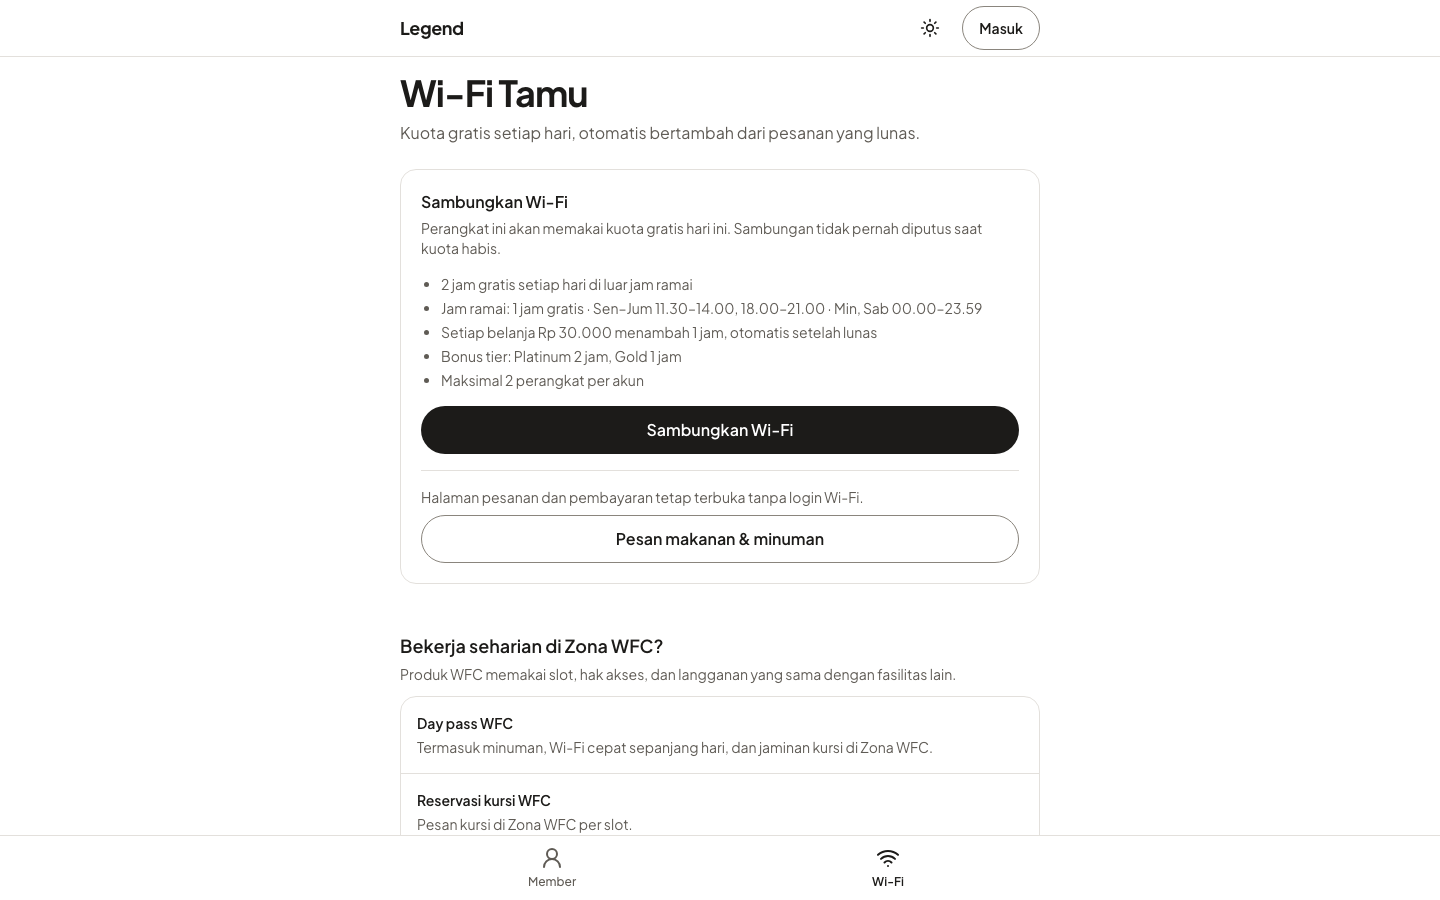 Legend
Masuk
Wi-Fi Tamu
Kuota gratis setiap hari, otomatis bertambah dari pesanan yang lunas.
Sambungkan Wi-Fi
Perangkat ini akan memakai kuota gratis hari ini. Sambungan tidak pernah diputus saat
kuota habis.
• 2 jam gratis setiap hari di luar jam ramai
• Jam ramai: 1 jam gratis · Sen–Jum 11.30–14.00, 18.00–21.00 · Min, Sab 00.00–23.59
• Setiap belanja Rp 30.000 menambah 1 jam, otomatis setelah lunas
• Bonus tier: Platinum 2 jam, Gold 1 jam
• Maksimal 2 perangkat per akun
Sambungkan Wi-Fi
Halaman pesanan dan pembayaran tetap terbuka tanpa login Wi-Fi.
Pesan makanan & minuman
Bekerja seharian di Zona WFC?
Produk WFC memakai slot, hak akses, dan langganan yang sama dengan fasilitas lain.
Day pass WFC
Termasuk minuman, Wi-Fi cepat sepanjang hari, dan jaminan kursi di Zona WFC.
Reservasi kursi WFC
Pesan kursi di Zona WFC per slot.
Member
Wi-Fi